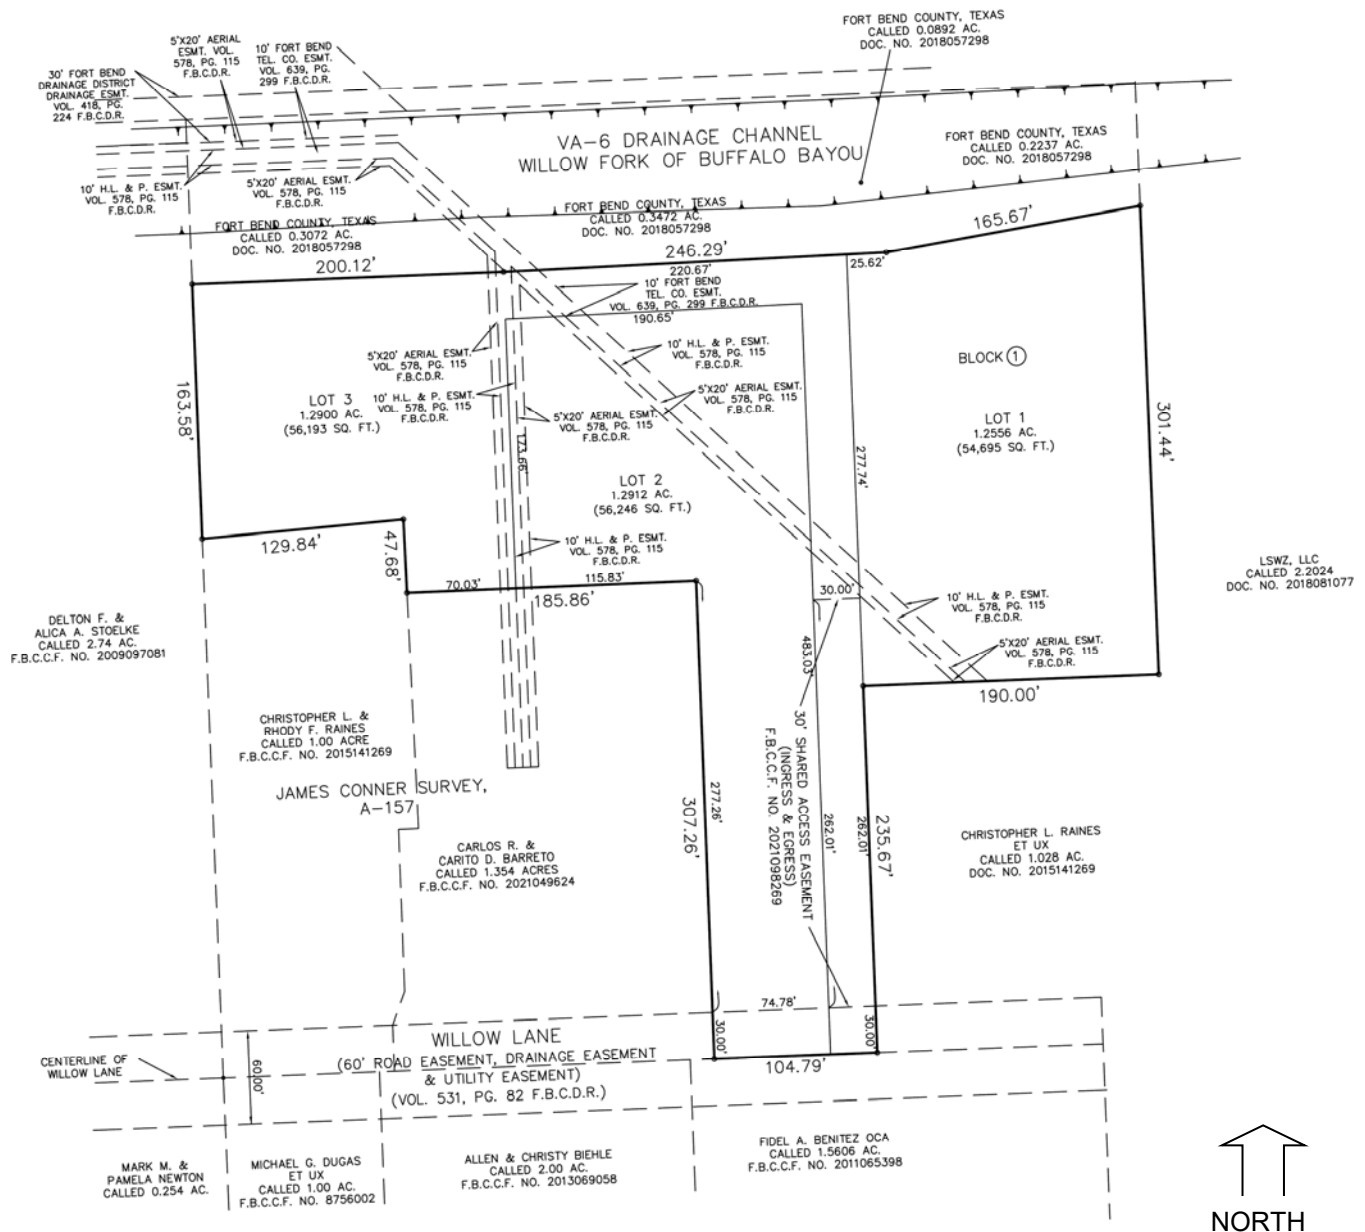 FORT BEND COUNTY, TEXAS
CALLED 0.0892 AC.
DOC. NO. 2018057298
5'X20' AERIAL
ESMT. VOL.
578, PG. 115
F.B.C.D.R.
10' FORT BEND
TEL. CO. ESMT.
VOL. 639, PG.
299 F.B.C.D.R.
30' FORT BEND
DRAINAGE DISTRICT
DRAINAGE ESMT.
VOL. 418, PG.
224 F.B.C.D.R.
VA-6 DRAINAGE CHANNEL
WILLOW FORK OF BUFFALO BAYOU
FORT BEND COUNTY, TEXAS
CALLED 0.2237 AC.
DOC. NO. 2018057298
10' H.L. & P. ESMT.
VOL. 578, PG. 115
F.B.C.D.R.
5'X20' AERIAL ESMT.
VOL. 578, PG. 115
F.B.C.D.R.
FORT BEND COUNTY, TEXAS
CALLED 0.3072 AC.
DOC. NO. 2018057298
FORT BEND COUNTY, TEXAS
CALLED 0.3472 AC.
DOC. NO. 2018057298
165.67'
200.12'
246.29'
220.67'
25.62'
10' FORT BEND
TEL. CO. ESMT.
VOL. 639, PG. 299 F.B.C.D.R.
190.65'
5'X20' AERIAL ESMT.
VOL. 578, PG. 115
F.B.C.D.R.
10' H.L. & P. ESMT.
VOL. 578, PG. 115
F.B.C.D.R.
BLOCK 1
163.58'
LOT 3
1.2900 AC.
(56,193 SQ. FT.)
10' H.L. & P. ESMT.
VOL. 578, PG. 115
F.B.C.D.R.
5'X20' AERIAL ESMT.
VOL. 578, PG. 115
F.B.C.D.R.
5'X20' AERIAL ESMT.
VOL. 578, PG. 115
F.B.C.D.R.
LOT 1
1.2556 AC.
(54,695 SQ. FT.)
301.44'
173.66'
277.74'
LOT 2
1.2912 AC.
(56,246 SQ. FT.)
129.84'
47.68'
10' H.L. & P. ESMT.
VOL. 578, PG. 115
F.B.C.D.R.
70.03'
115.83'
185.86'
30.00'
LSWZ, LLC
CALLED 2.2024
DOC. NO. 2018081077
10' H.L. & P. ESMT.
VOL. 578, PG. 115
F.B.C.D.R.
5'X20' AERIAL ESMT.
VOL. 578, PG. 115
F.B.C.D.R.
DELTON F. &
ALICA A. STOELKE
CALLED 2.74 AC.
F.B.C.C.F. NO. 2009097081
483.03'
190.00'
CHRISTOPHER L. &
RHODY F. RAINES
CALLED 1.00 ACRE
F.B.C.C.F. NO. 2015141269
30' SHARED ACCESS EASEMENT
(INGRESS & EGRESS)
F.B.C.C.F. NO. 2021098269
JAMES CONNER SURVEY,
A-157
277.26'
307.26'
262.01'
262.01'
235.67'
CARLOS R. &
CARITO D. BARRETO
CALLED 1.354 ACRES
F.B.C.C.F. NO. 2021049624
CHRISTOPHER L. RAINES
ET UX
CALLED 1.028 AC.
DOC. NO. 2015141269
74.78'
30.00'
30.00'
104.79'
CENTERLINE OF
WILLOW LANE
60.00'
WILLOW LANE
(60' ROAD EASEMENT, DRAINAGE EASEMENT
& UTILITY EASEMENT)
(VOL. 531, PG. 82 F.B.C.D.R.)
MARK M. &
PAMELA NEWTON
CALLED 0.254 AC.
MICHAEL G. DUGAS
ET UX
CALLED 1.00 AC.
F.B.C.C.F. NO. 8756002
ALLEN & CHRISTY BIEHLE
CALLED 2.00 AC.
F.B.C.C.F. NO. 2013069058
FIDEL A. BENITEZ OCA
CALLED 1.5606 AC.
F.B.C.C.F. NO. 2011065398
NORTH